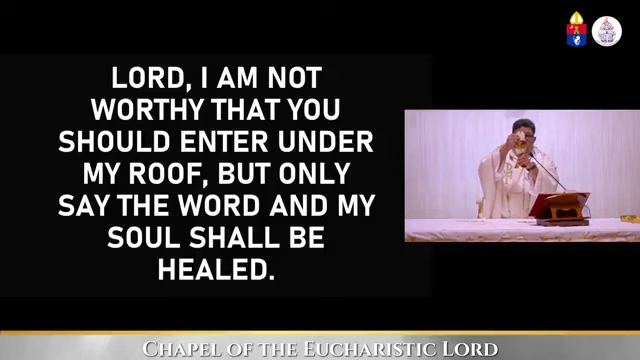 LORD, I AM NOT
WORTHY THAT YOU
SHOULD ENTER UNDER
MY ROOF, BUT ONLY
SAY THE WORD AND MY
SOUL SHALL BE
HEALED.
CHAPEL OF THE EUCHARISTIC LORD